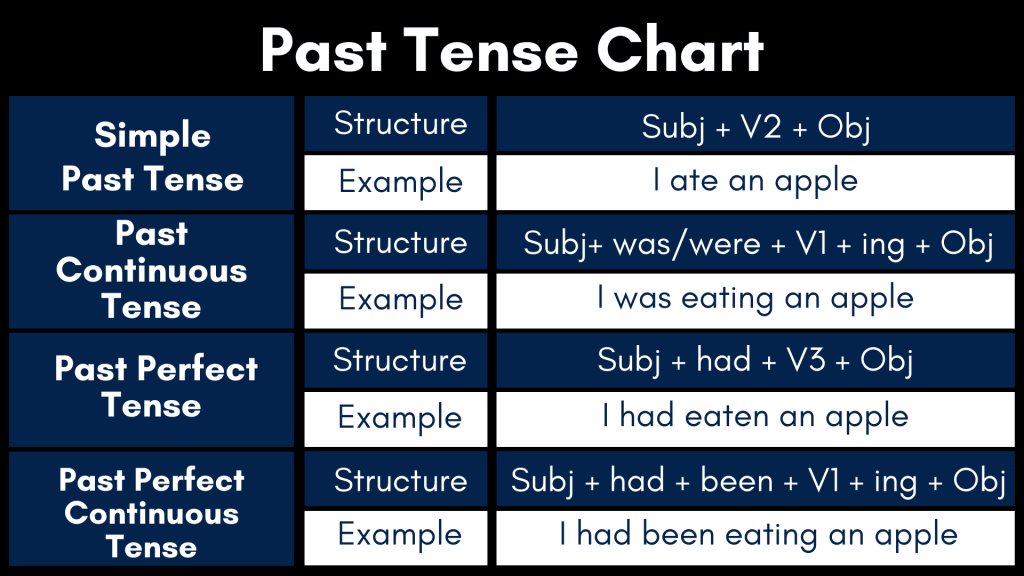 Past Tense Chart
Simple
Past Tense
Structure
Subj + V2 + Obj
Example
I ate an apple
Past
Continuous
Tense
Structure
Subj+ was/were + V1 + ing + Obj
Example
I was eating an apple
Past Perfect
Tense
Structure
Subj + had + V3 + Obj
Example
I had eaten an apple
Past Perfect
Continuous
Tense
Structure
Subj + had + been + V1 + ing + Obj
Example
I had been eating an apple